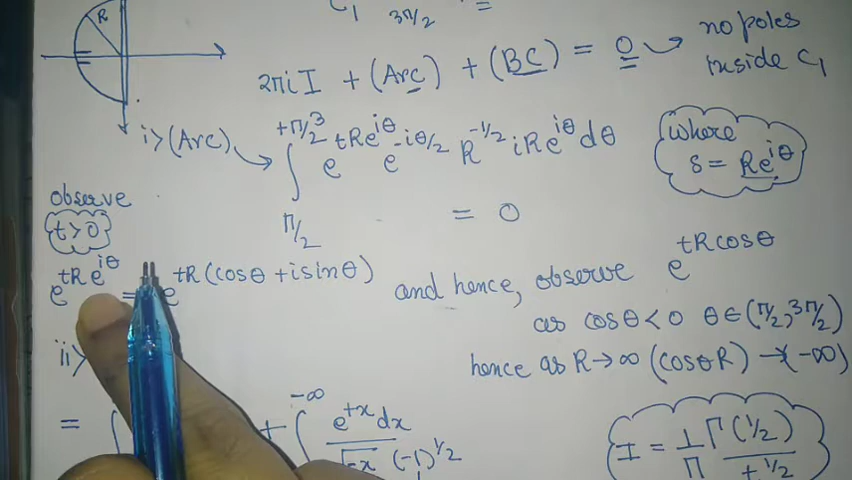 R
C₁ 3π/2 =
2πi I + (Arc) + (BC) = 0 → no poles
inside C₁
i> (Arc) → ∫_{π/2}^{+π/2 3} e^{tRe^{iθ}} e^{-iθ/2} R^{-1/2} iRe^{iθ} dθ
where
s = Re^{iθ}
= 0
observe
t>0
e^{tRe^{iθ}} = e^{tR(cosθ + isinθ)} and hence, observe e^{tRcosθ}
as cosθ<0 θ∈(π/2, 3π/2)
ii> hence as R→∞ (cosθR) → (-∞)
= ∫ + ∫^{-∞} e^{+x}dx / √-x (-1)^{1/2}
I = 1/π Γ(1/2) / t^{1/2}